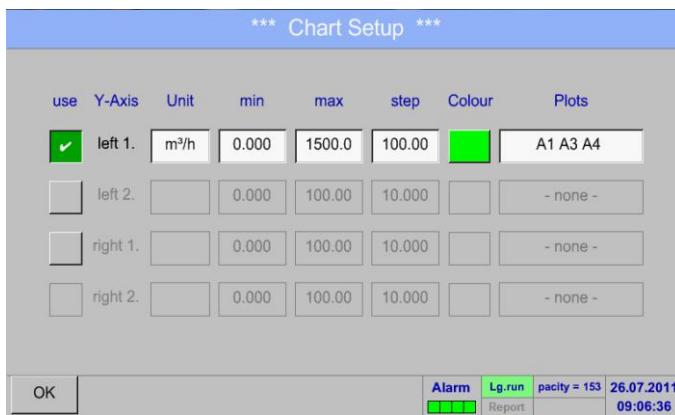 *** Chart Setup ***
use Y-Axis Unit min max step Colour Plots
left 1. m³/h 0.000 1500.0 100.00 A1 A3 A4
left 2. 0.000 100.00 10.000 - none -
right 1. 0.000 100.00 10.000 - none -
right 2. 0.000 100.00 10.000 - none -
OK Alarm Lg.run pacity = 153 26.07.2011
Report 09:06:36